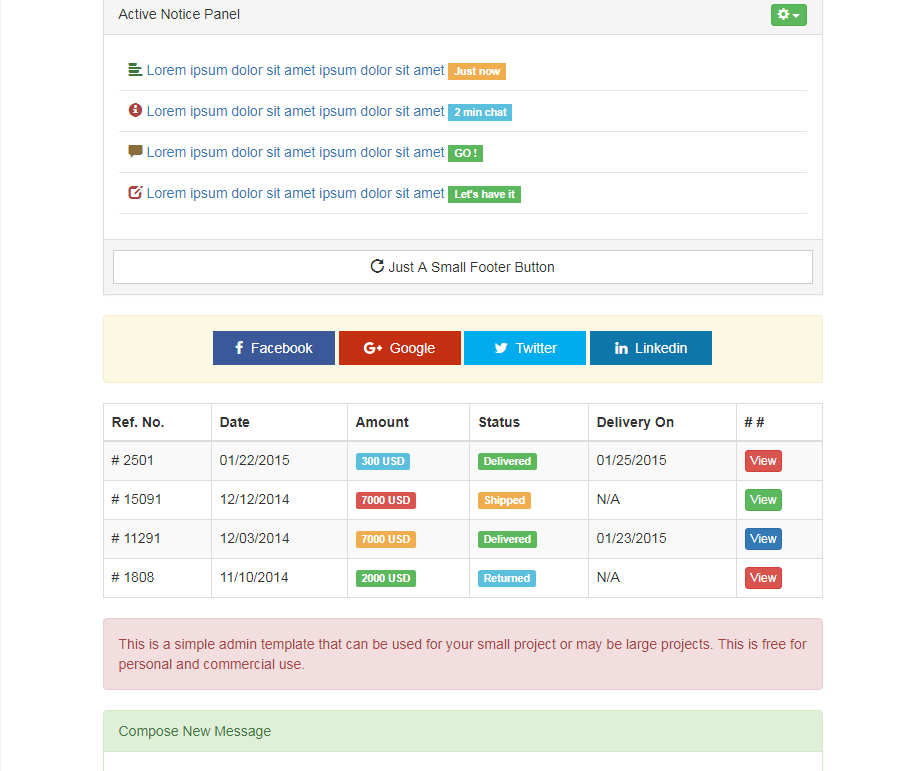 Active Notice Panel
Lorem ipsum dolor sit amet ipsum dolor sit amet Just now
Lorem ipsum dolor sit amet ipsum dolor sit amet 2 min chat
Lorem ipsum dolor sit amet ipsum dolor sit amet GO !
Lorem ipsum dolor sit amet ipsum dolor sit amet Let's have it
Just A Small Footer Button
Facebook Google Twitter Linkedin
Ref. No. Date Amount Status Delivery On # #
# 2501 01/22/2015 300 USD Delivered 01/25/2015 View
# 15091 12/12/2014 7000 USD Shipped N/A View
# 11291 12/03/2014 7000 USD Delivered 01/23/2015 View
# 1808 11/10/2014 2000 USD Returned N/A View
This is a simple admin template that can be used for your small project or may be large projects. This is free for
personal and commercial use.
Compose New Message